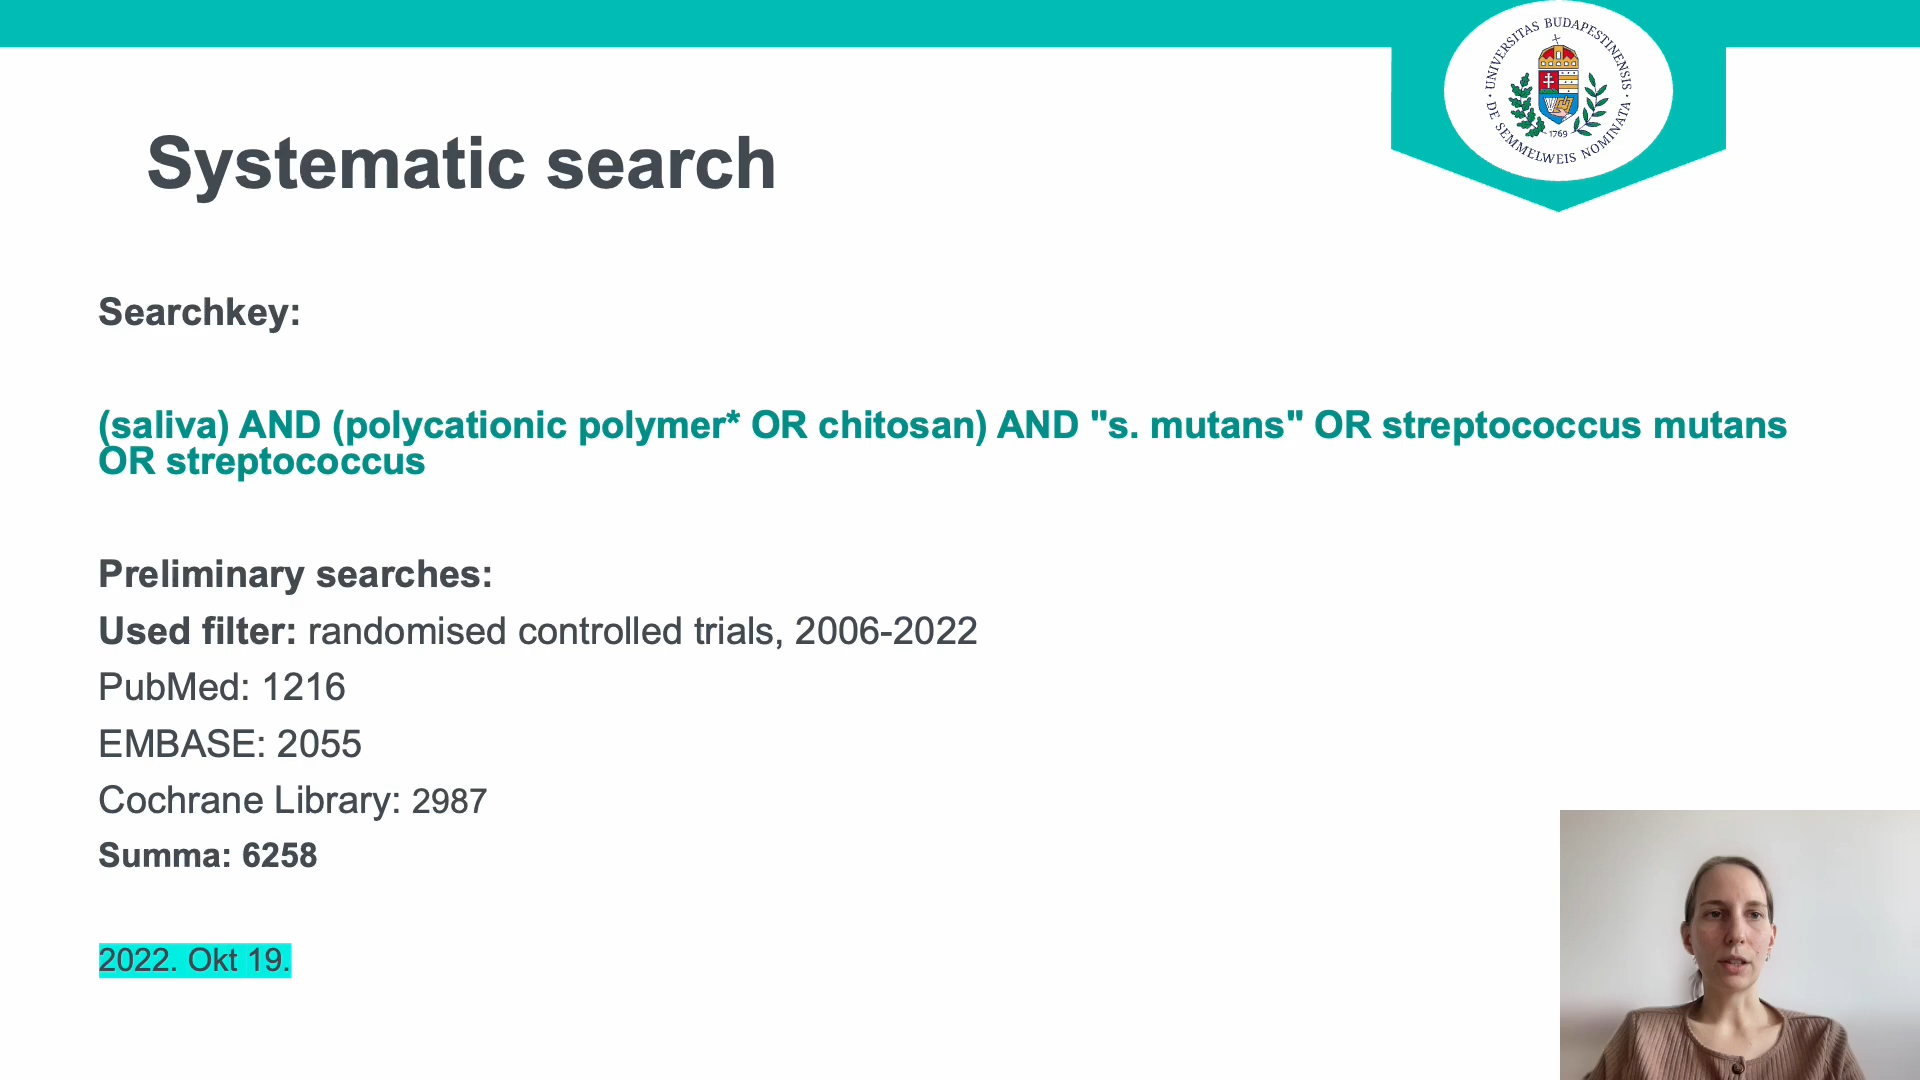 · UNIVERSITAS BUDAPESTINENSIS ·
DE SEMMELWEIS NOMINATA
1769
Systematic search
Searchkey:
(saliva) AND (polycationic polymer* OR chitosan) AND "s. mutans" OR streptococcus mutans
OR streptococcus
Preliminary searches:
Used filter: randomised controlled trials, 2006-2022
PubMed: 1216
EMBASE: 2055
Cochrane Library: 2987
Summa: 6258
2022. Okt 19.